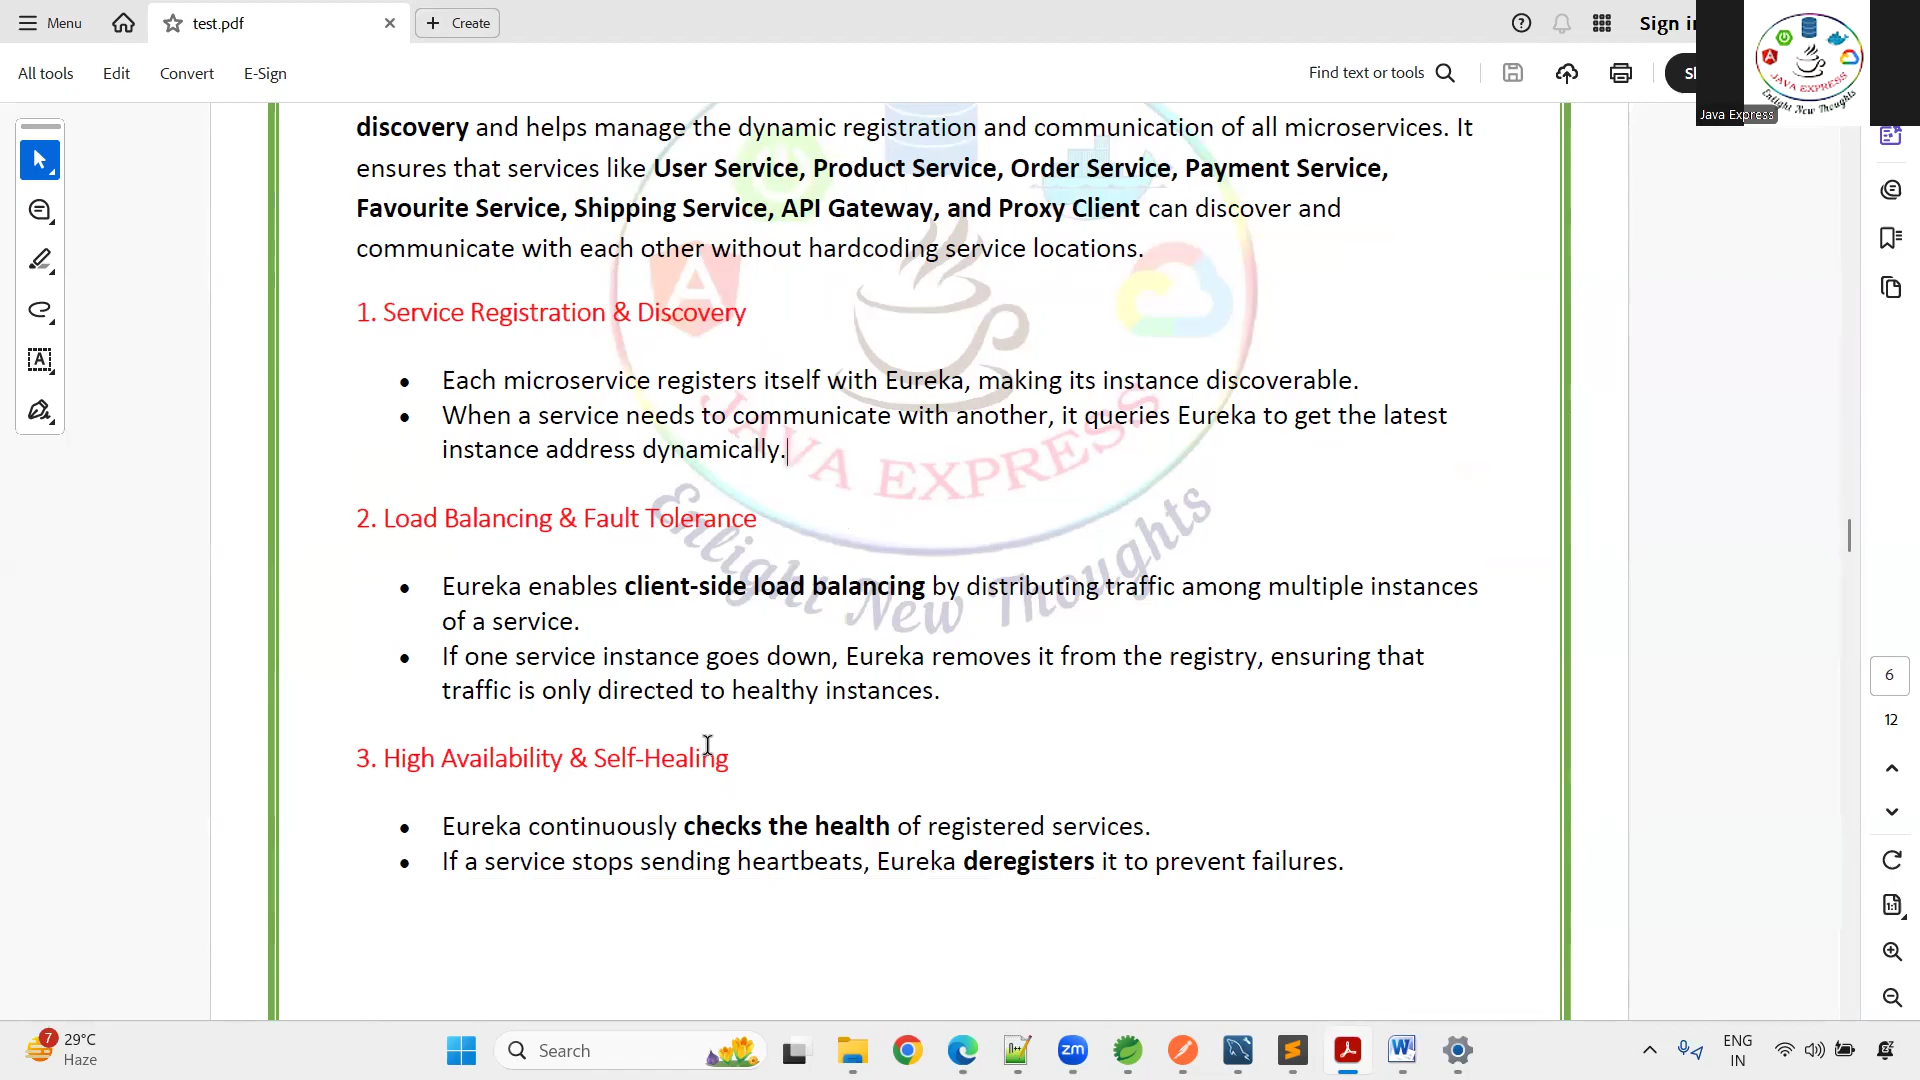 Menu
test.pdf
Create
Sign in
All tools
Edit
Convert
E-Sign
Find text or tools
JAVA EXPRESS
Enlight New Thoughts
Java Express
discovery and helps manage the dynamic registration and communication of all microservices. It
ensures that services like User Service, Product Service, Order Service, Payment Service,
Favourite Service, Shipping Service, API Gateway, and Proxy Client can discover and
communicate with each other without hardcoding service locations.
1. Service Registration & Discovery
• Each microservice registers itself with Eureka, making its instance discoverable.
• When a service needs to communicate with another, it queries Eureka to get the latest
instance address dynamically.
JAVA EXPRESS
Enlight New Thoughts
2. Load Balancing & Fault Tolerance
• Eureka enables client-side load balancing by distributing traffic among multiple instances
of a service.
• If one service instance goes down, Eureka removes it from the registry, ensuring that
traffic is only directed to healthy instances.
3. High Availability & Self-Healing
• Eureka continuously checks the health of registered services.
• If a service stops sending heartbeats, Eureka deregisters it to prevent failures.
6
12
7
29°C
Haze
Search
zm
ENG
IN